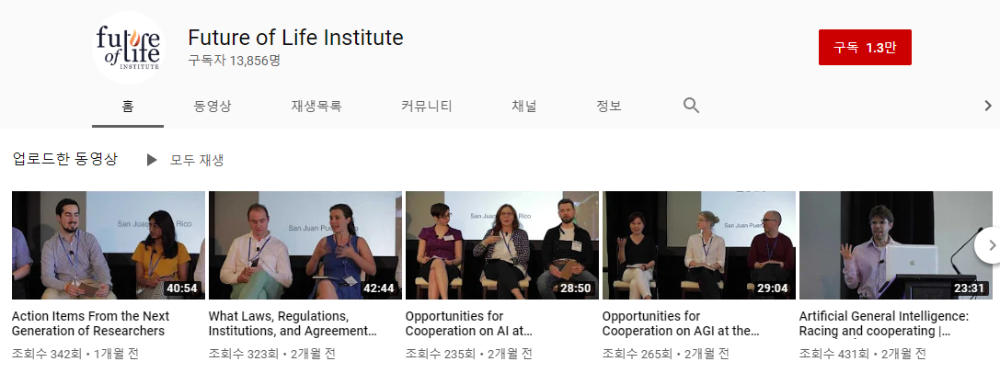 future
of life
INSTITUTE
Future of Life Institute
구독자 13,856명
구독 1.3만
홈 동영상 재생목록 커뮤니티 채널 정보
업로드한 동영상 모두 재생
San Juan Rico
San Juan Puerto
San Juan Rico
San Juan Puerto
40:54 42:44 28:50 29:04 23:31
Action Items From the Next
Generation of Researchers
조회수 342회 • 1개월 전
What Laws, Regulations,
Institutions, and Agreement...
조회수 323회 • 2개월 전
Opportunities for
Cooperation on AI at...
조회수 235회 • 2개월 전
Opportunities for
Cooperation on AGI at the...
조회수 265회 • 2개월 전
Artificial General Intelligence:
Racing and cooperating |...
조회수 431회 • 2개월 전